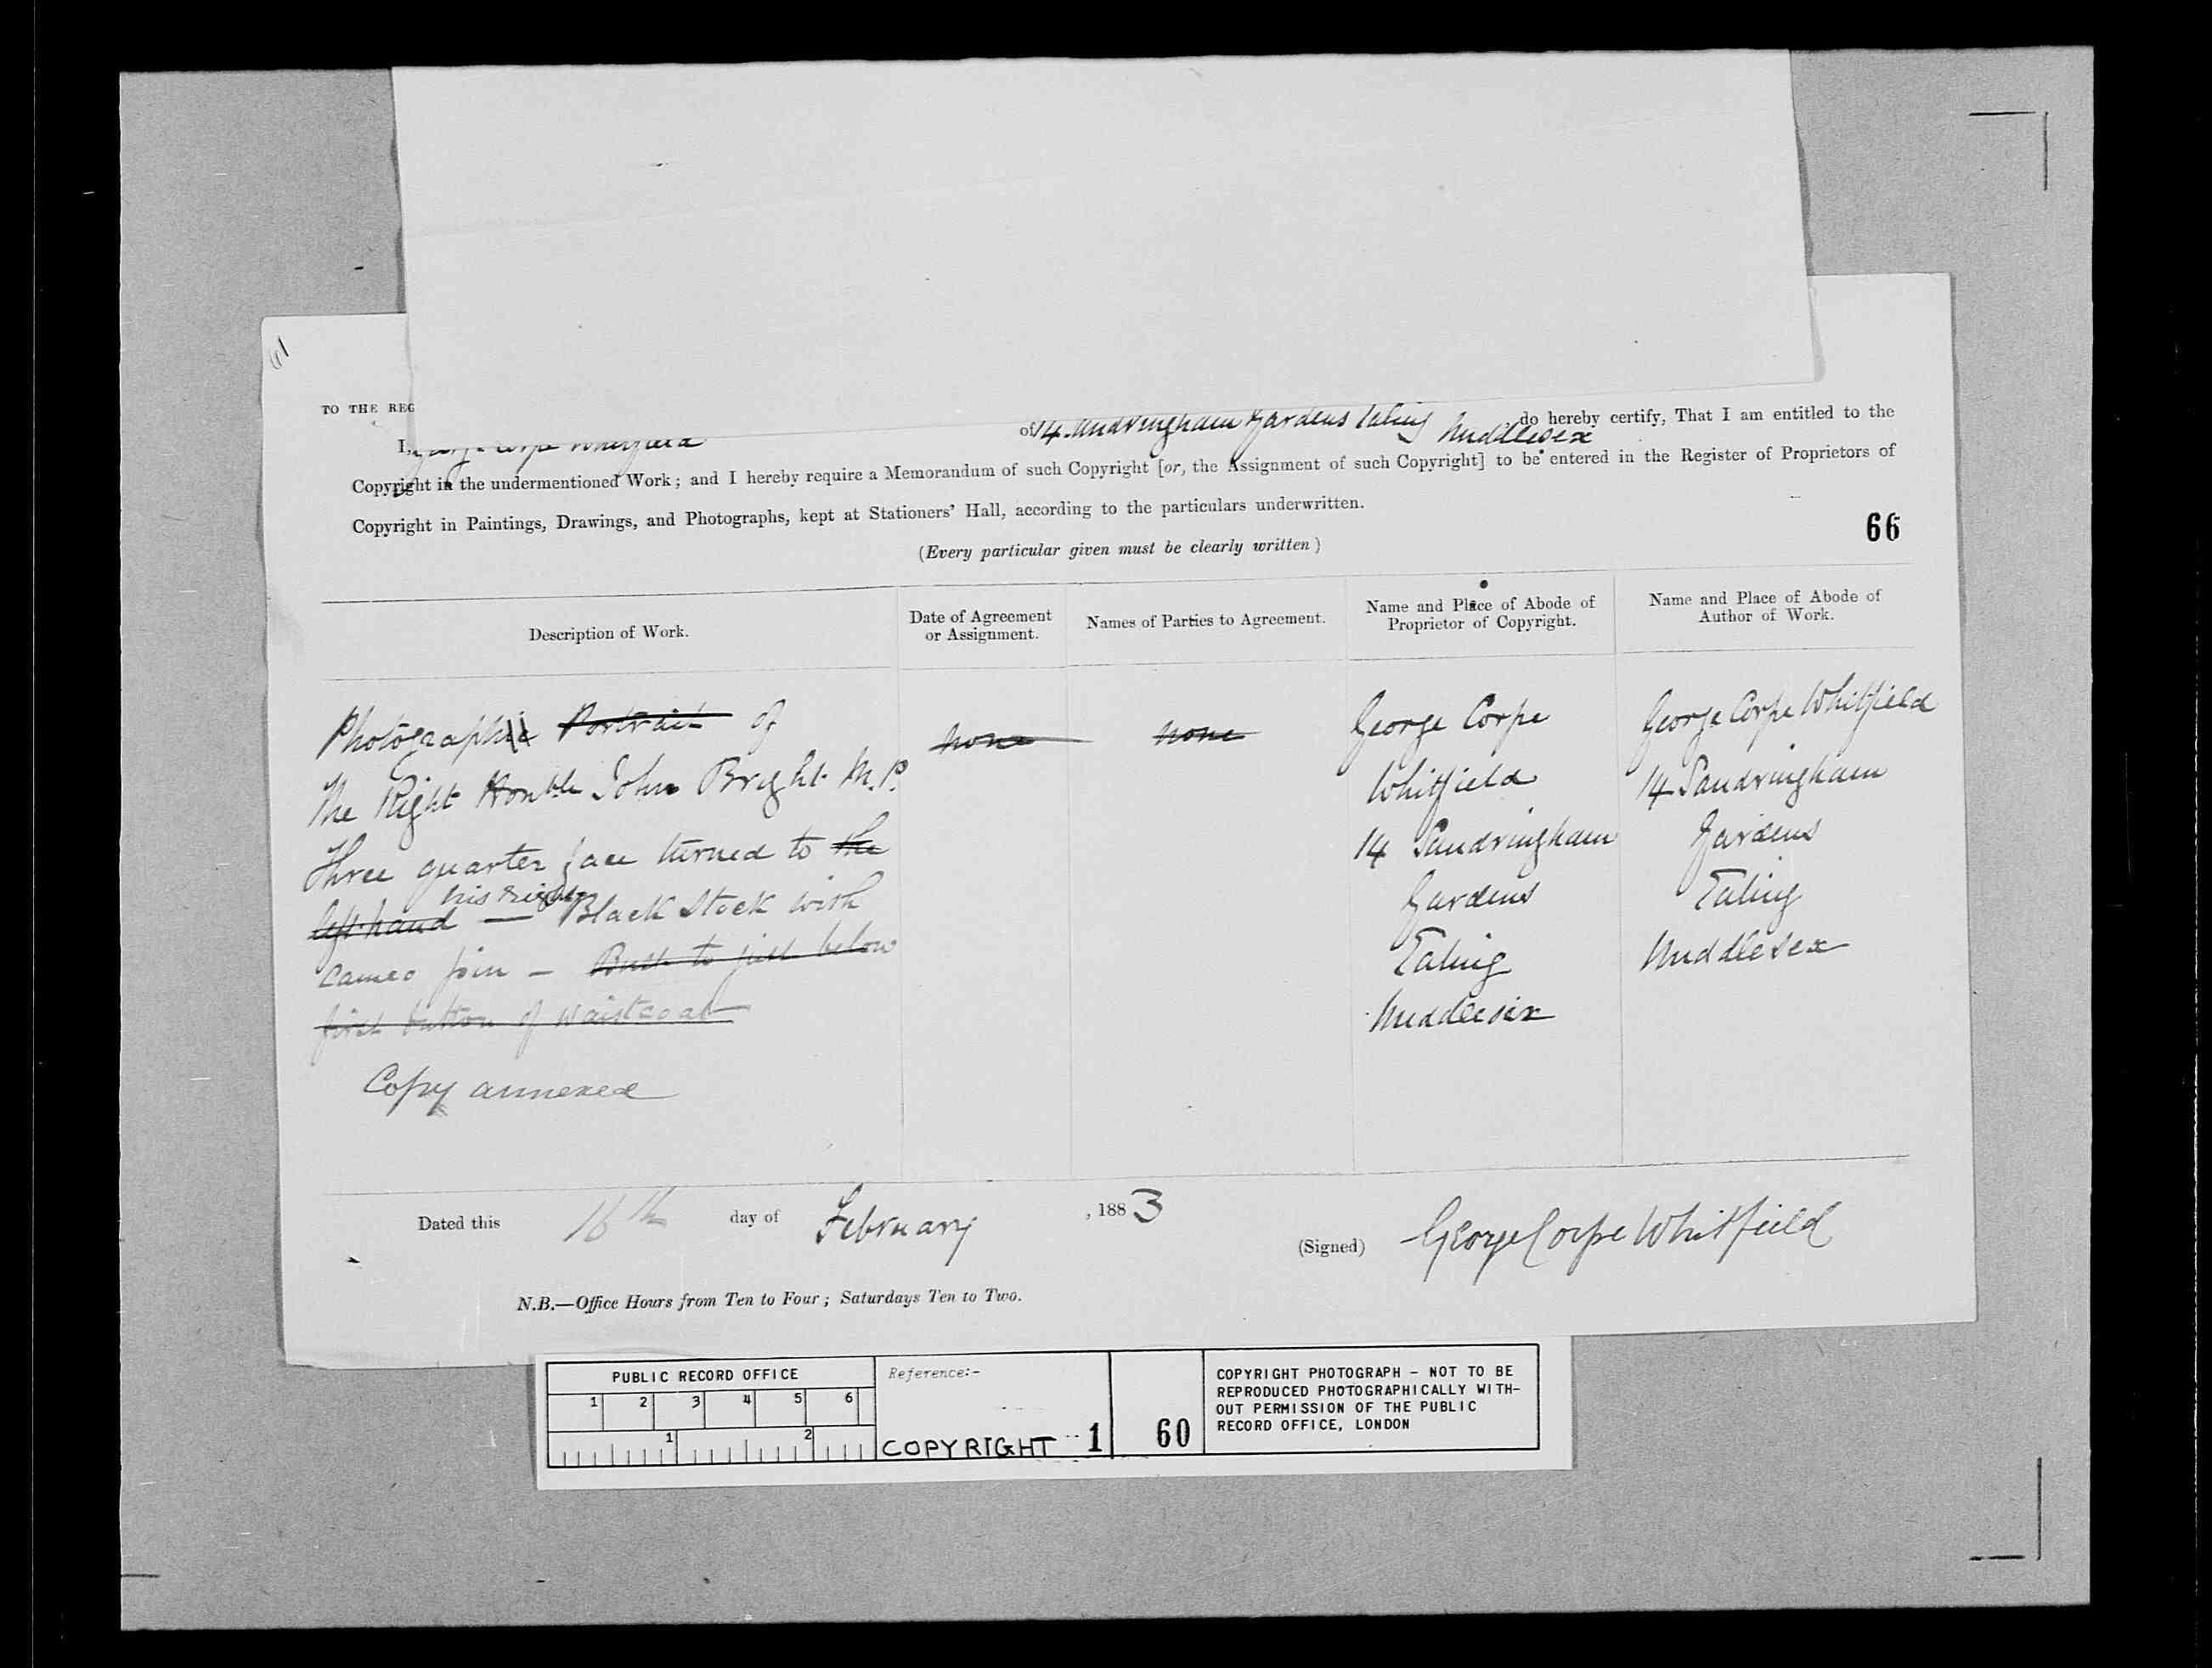 61
TO THE REG
I, George Corpe Whitfield of 14 Sandringham Gardens Ealing Middlesex, do hereby certify, That I am entitled to the
Copyright in the undermentioned Work; and I hereby require a Memorandum of such Copyright [or, the Assignment of such Copyright] to be entered in the Register of Proprietors of
Copyright in Paintings, Drawings, and Photographs, kept at Stationers' Hall, according to the particulars underwritten.
66
(Every particular given must be clearly written)
Description of Work.
Date of Agreement
or Assignment.
Names of Parties to Agreement.
Name and Place of Abode of
Proprietor of Copyright.
Name and Place of Abode of
Author of Work.
Photographic Portrait of
The Right Honble John Bright M.P.
Three quarter face turned to the
his right
left hand — Black Stock with
cameo pin — Bust to just below
first button of waistcoat
Copy annexed
none
none
George Corpe
Whitfield
14 Sandringham
Gardens
Ealing
Middlesex
George Corpe Whitfield
14 Sandringham
Gardens
Ealing
Middlesex
Dated this 16th day of February, 1883
(Signed) George Corpe Whitfield
N.B.—Office Hours from Ten to Four; Saturdays Ten to Two.
PUBLIC RECORD OFFICE
1 2 3 4 5 6
1 2
Reference:-
COPYRIGHT 1
60
COPYRIGHT PHOTOGRAPH - NOT TO BE
REPRODUCED PHOTOGRAPHICALLY WITH-
OUT PERMISSION OF THE PUBLIC
RECORD OFFICE, LONDON